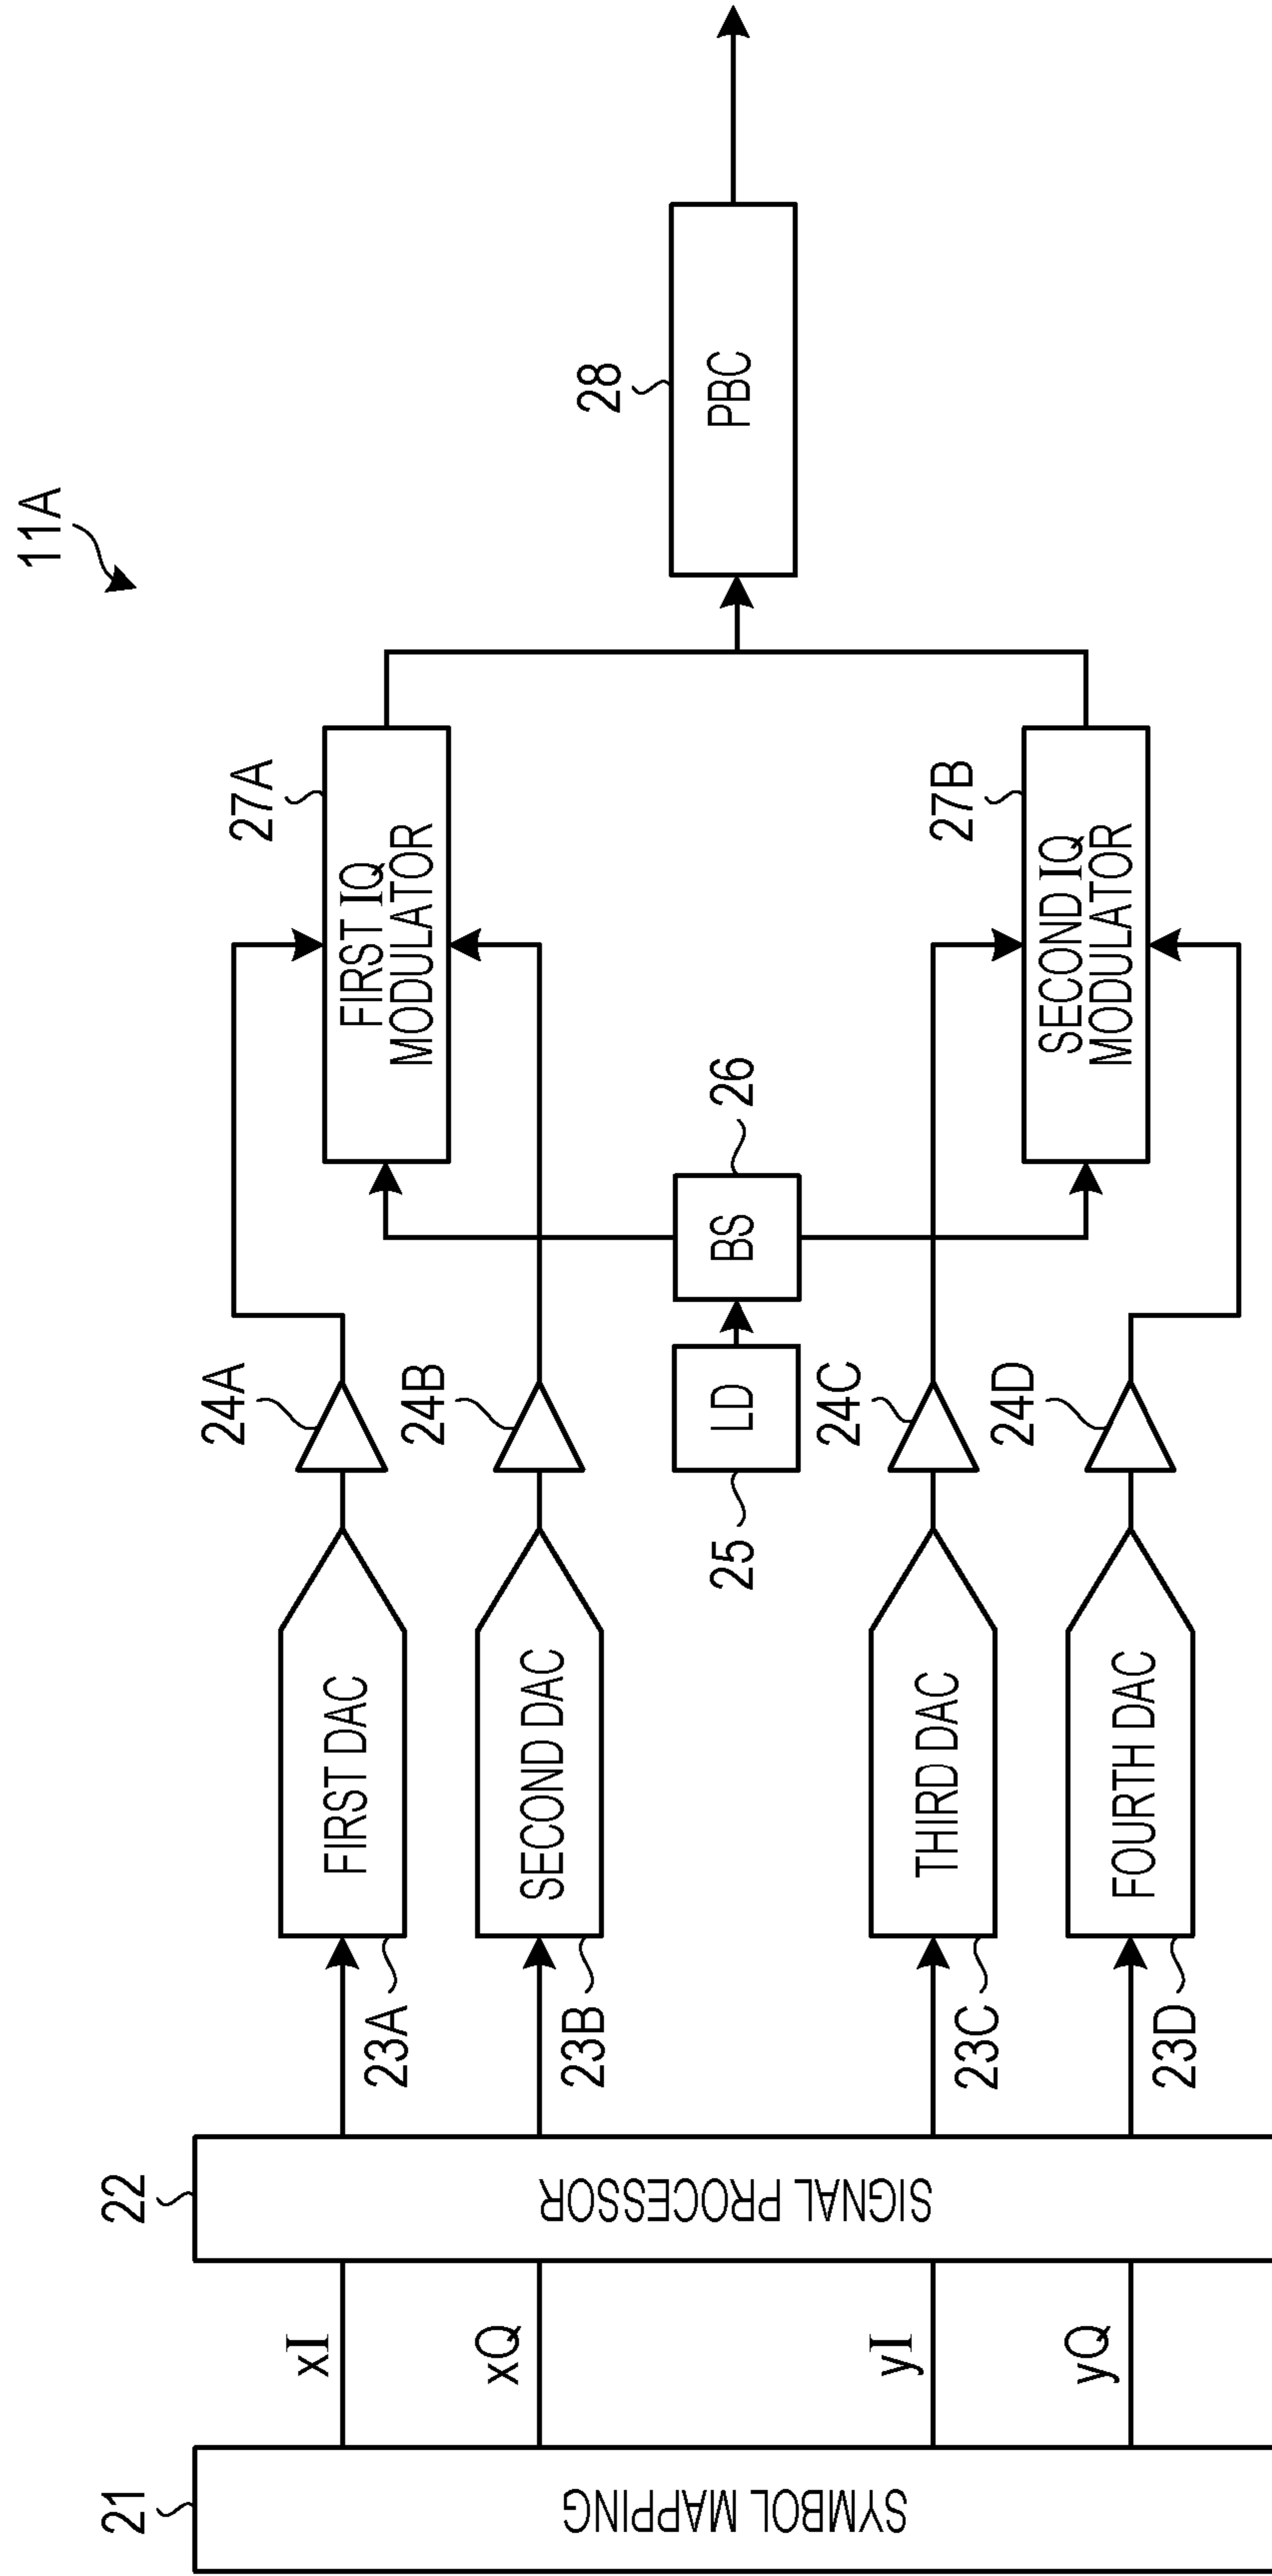 11A
21
SYMBOL MAPPING
xI
xQ
yI
yQ
22
SIGNAL PROCESSOR
23A
FIRST DAC
23B
SECOND DAC
23C
THIRD DAC
23D
FOURTH DAC
24A
24B
24C
24D
25
LD
26
BS
27A
FIRST IQ
MODULATOR
27B
SECOND IQ
MODULATOR
28
PBC